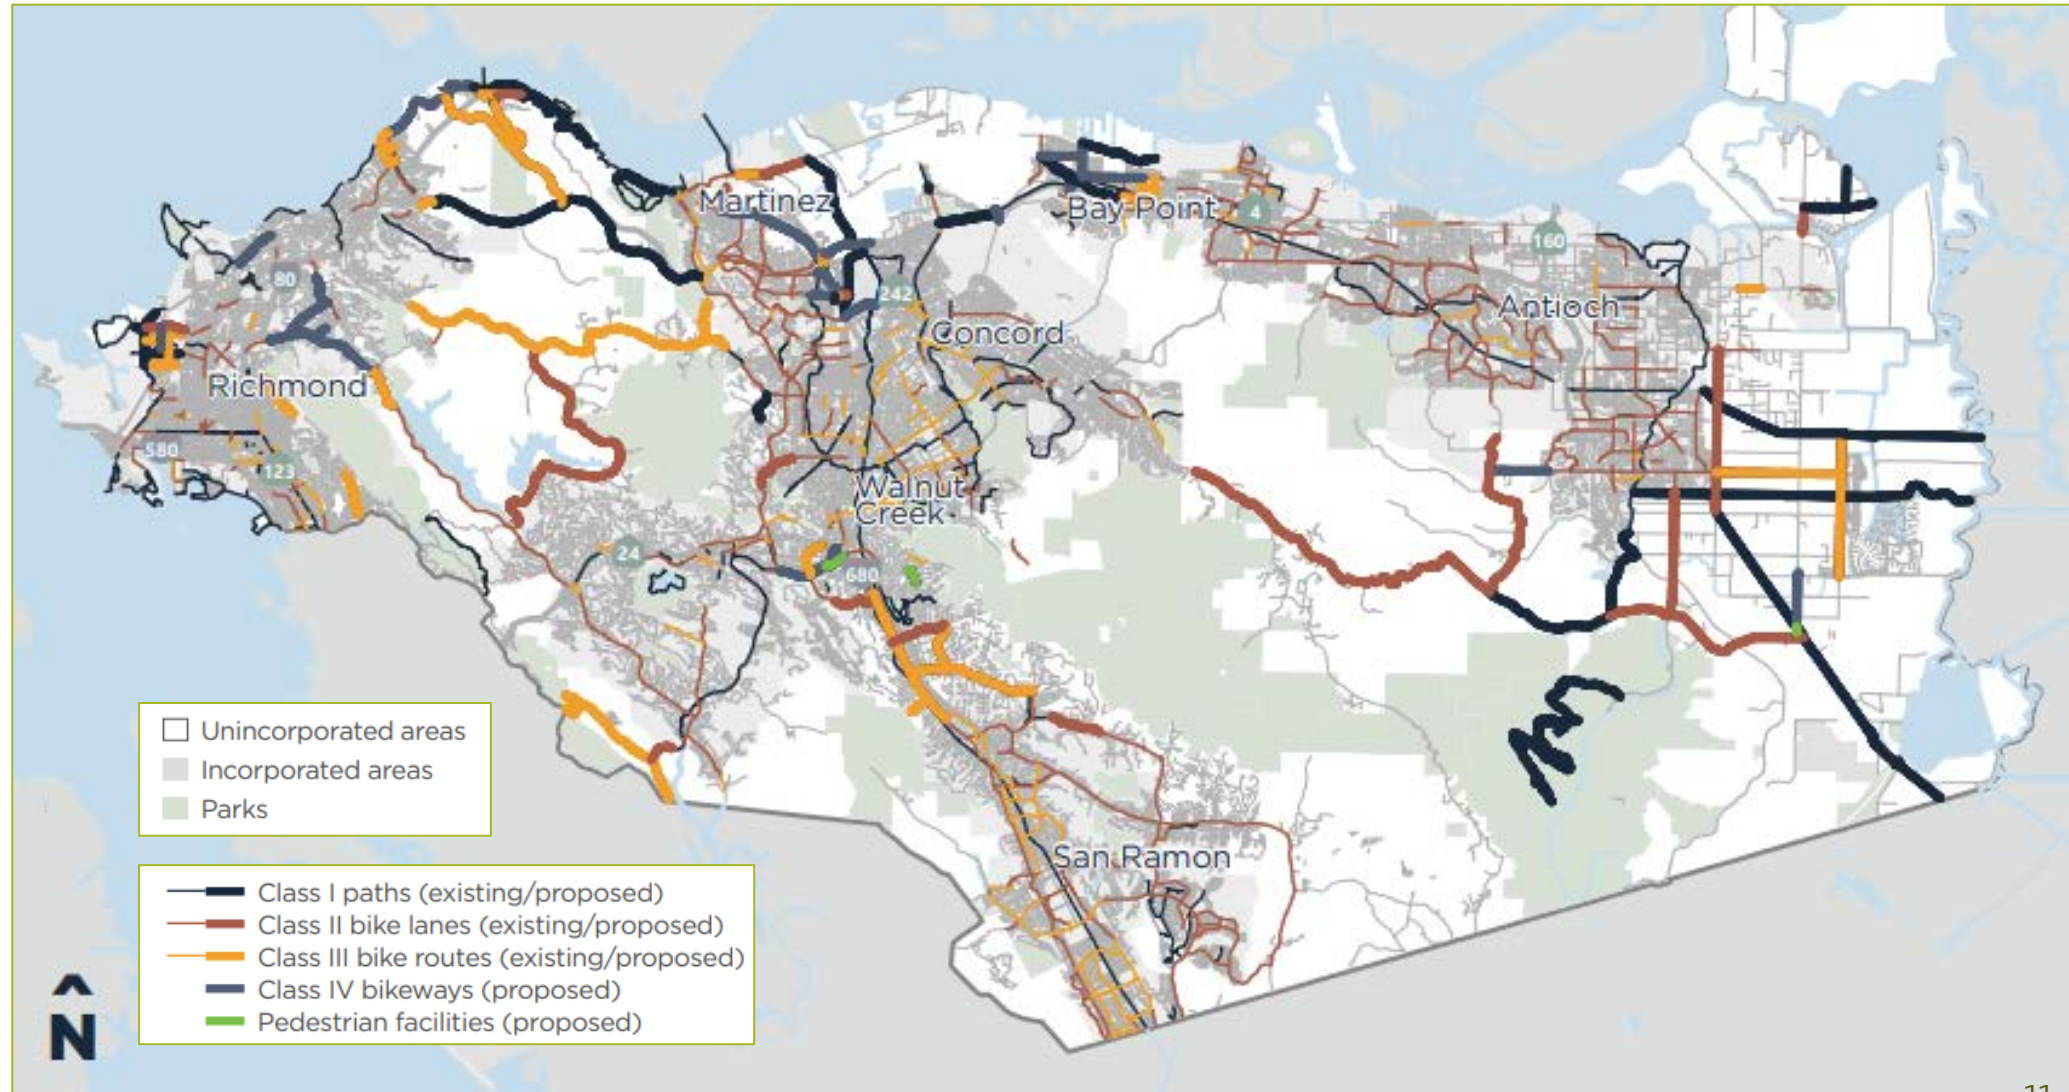 Martinez
Bay Point
4
160
80
242
Antioch
Concord
Richmond
580
123
Walnut
Creek
24
680
San Ramon
Unincorporated areas
Incorporated areas
Parks
Class I paths (existing/proposed)
Class II bike lanes (existing/proposed)
Class III bike routes (existing/proposed)
Class IV bikeways (proposed)
Pedestrian facilities (proposed)
N
11